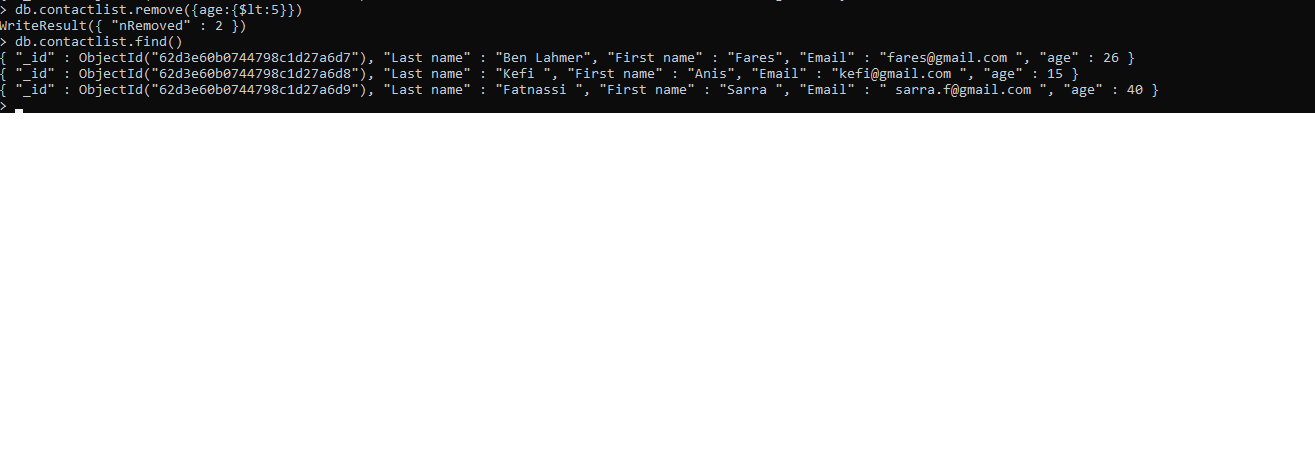 > db.contactlist.remove({age:{$lt:5}})
WriteResult({ "nRemoved" : 2 })
> db.contactlist.find()
{ "_id" : ObjectId("62d3e60b0744798c1d27a6d7"), "Last name" : "Ben Lahmer", "First name" : "Fares", "Email" : "fares@gmail.com ", "age" : 26 }
{ "_id" : ObjectId("62d3e60b0744798c1d27a6d8"), "Last name" : "Kefi ", "First name" : "Anis", "Email" : "kefi@gmail.com ", "age" : 15 }
{ "_id" : ObjectId("62d3e60b0744798c1d27a6d9"), "Last name" : "Fatnassi ", "First name" : "Sarra ", "Email" : " sarra.f@gmail.com ", "age" : 40 }
>